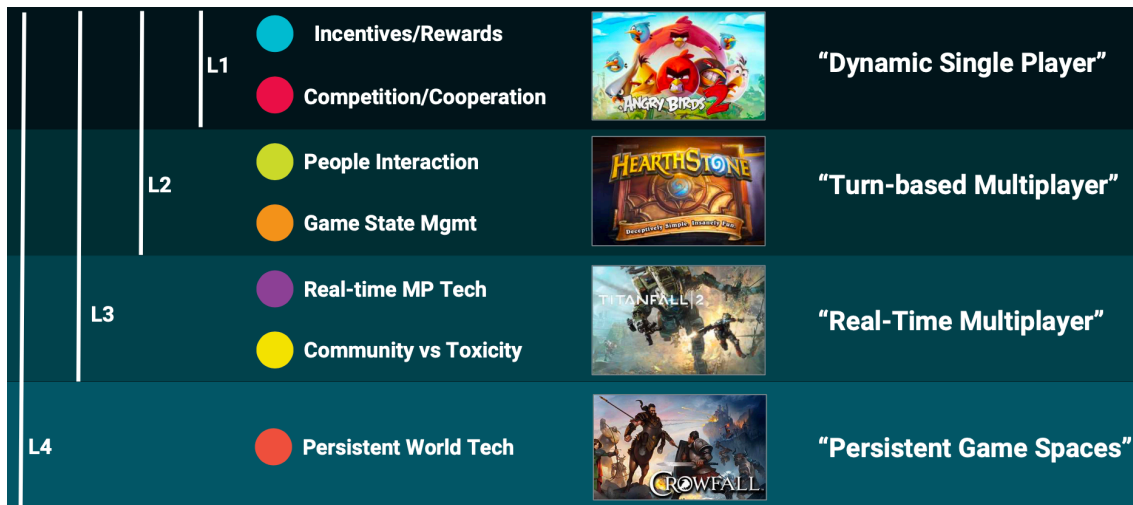 L1
Incentives/Rewards
ANGRY BIRDS 2
“Dynamic Single Player”
Competition/Cooperation
L2
People Interaction
HEARTHSTONE
Deceptively Simple. Insanely Fun.
“Turn-based Multiplayer”
Game State Mgmt
L3
Real-time MP Tech
TITANFALL|2
“Real-Time Multiplayer”
Community vs Toxicity
L4
Persistent World Tech
CROWFALL
“Persistent Game Spaces”